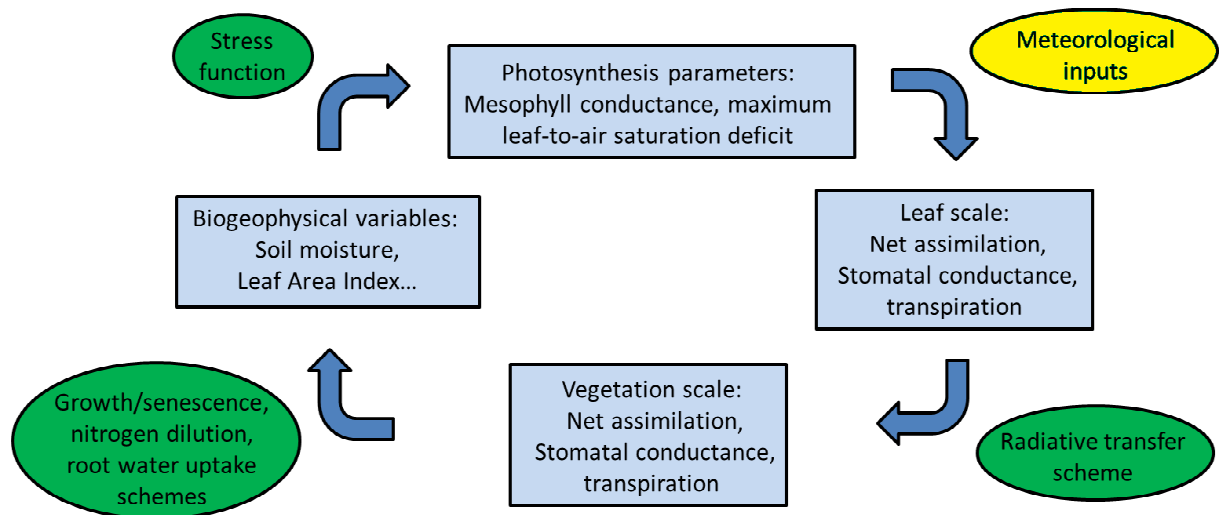 Stress
function
Photosynthesis parameters:
Mesophyll conductance, maximum
leaf-to-air saturation deficit
Meteorological
inputs
Biogeophysical variables:
Soil moisture,
Leaf Area Index...
Leaf scale:
Net assimilation,
Stomatal conductance,
transpiration
Growth/senescence,
nitrogen dilution,
root water uptake
schemes
Vegetation scale:
Net assimilation,
Stomatal conductance,
transpiration
Radiative transfer
scheme